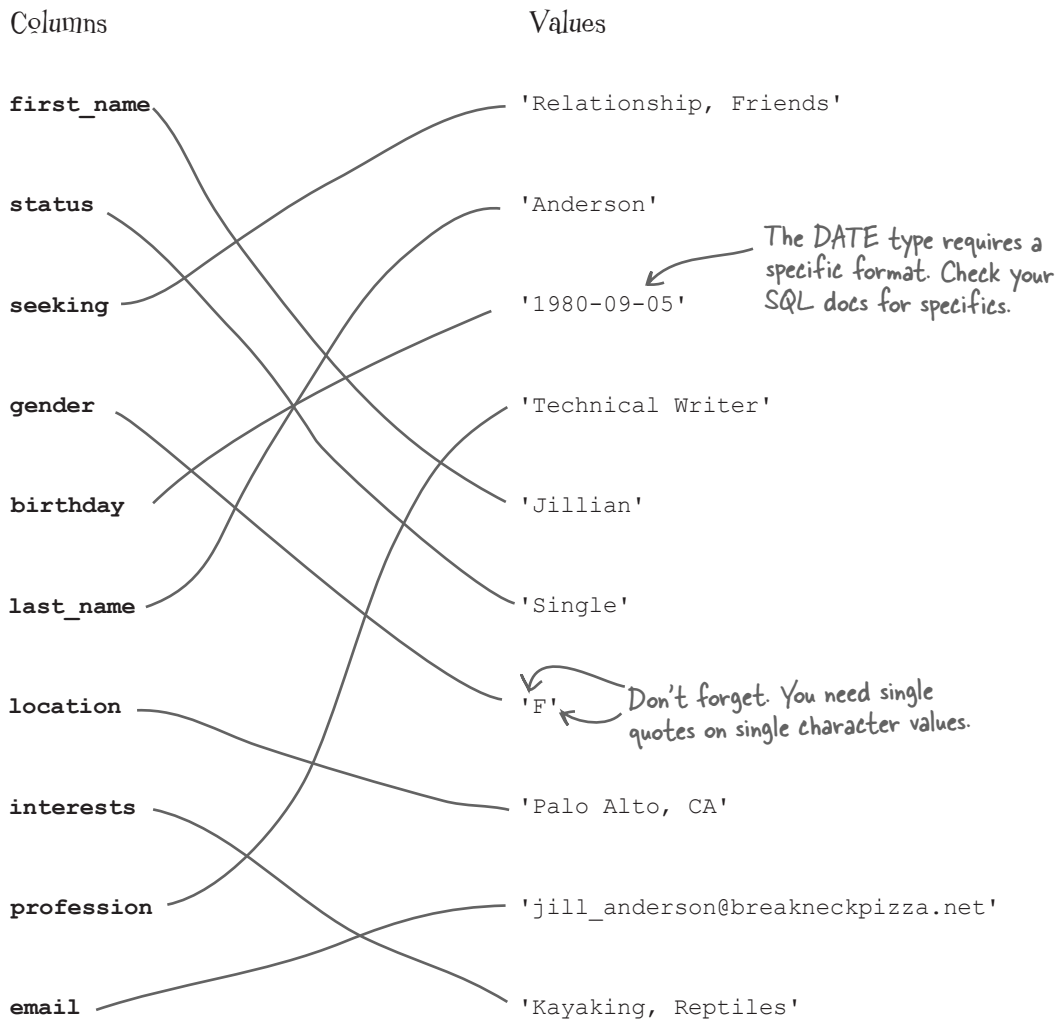 Columns Values
first_name 'Relationship, Friends'
status 'Anderson'
The DATE type requires a
specific format. Check your
SQL docs for specifics.
seeking '1980-09-05'
gender 'Technical Writer'
birthday 'Jillian'
last_name 'Single'
location 'F'
Don't forget. You need single
quotes on single character values.
interests 'Palo Alto, CA'
profession 'jill_anderson@breakneckpizza.net'
email 'Kayaking, Reptiles'